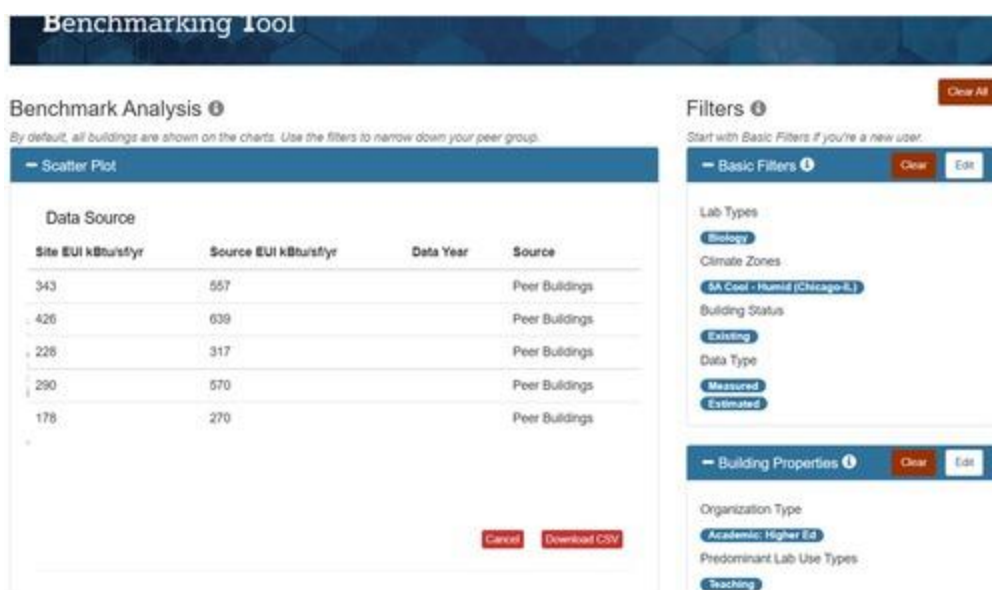 Benchmarking Tool
Clear All
Benchmark Analysis
By default, all buildings are shown on the charts. Use the filters to narrow down your peer group.
Scatter Plot
Data Source
Site EUI kBtu/sf/yr Source EUI kBtu/sf/yr Data Year Source
343 557 Peer Buildings
426 639 Peer Buildings
228 317 Peer Buildings
290 570 Peer Buildings
178 270 Peer Buildings
Cancel Download CSV
Filters
Start with Basic Filters if you're a new user.
Basic Filters Clear Edit
Lab Types
Biology
Climate Zones
5A Cool - Humid (Chicago-IL)
Building Status
Existing
Data Type
Measured
Estimated
Building Properties Clear Edit
Organization Type
Academic: Higher Ed
Predominant Lab Use Types
Teaching